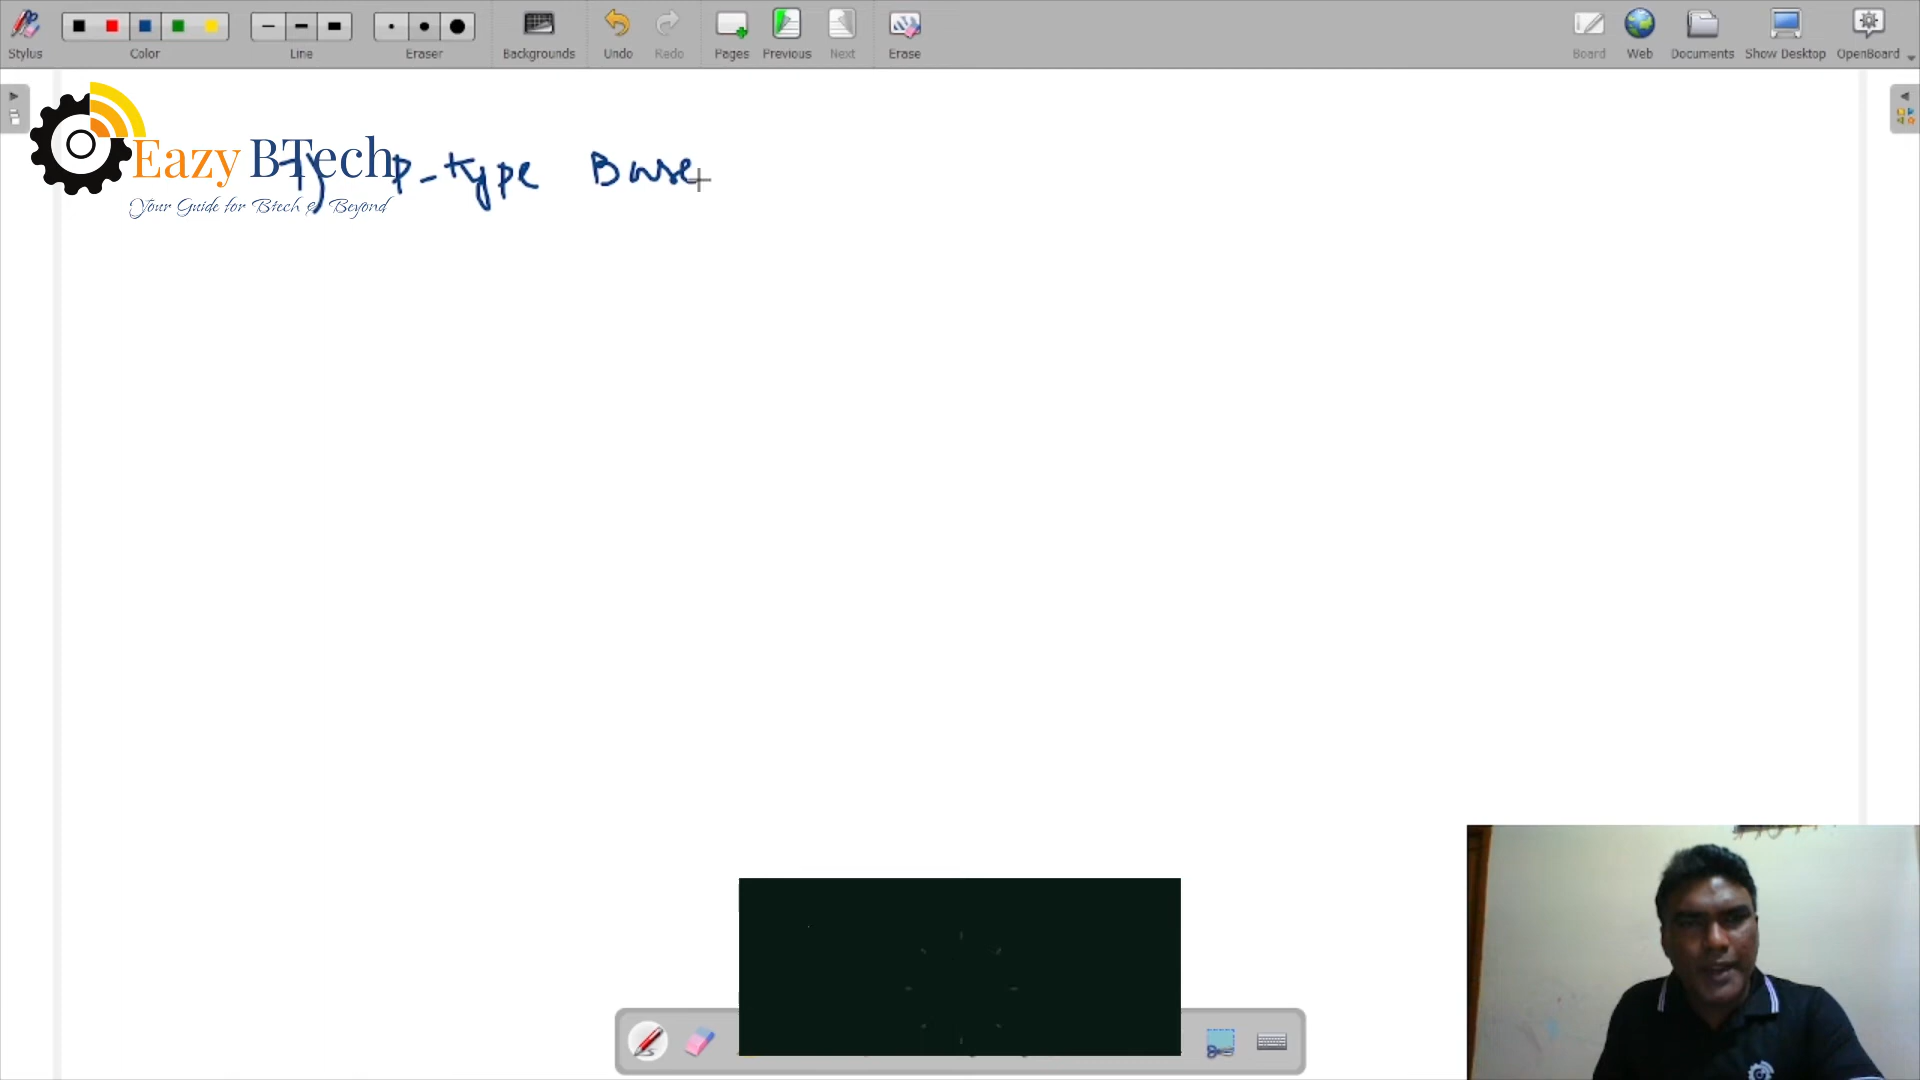 Stylus Color Line Eraser Backgrounds Undo Redo Pages Previous Next Erase Board Web Documents Show Desktop OpenBoard
Eazy BTech
1) P-type Base
Your Guide for Btech & Beyond